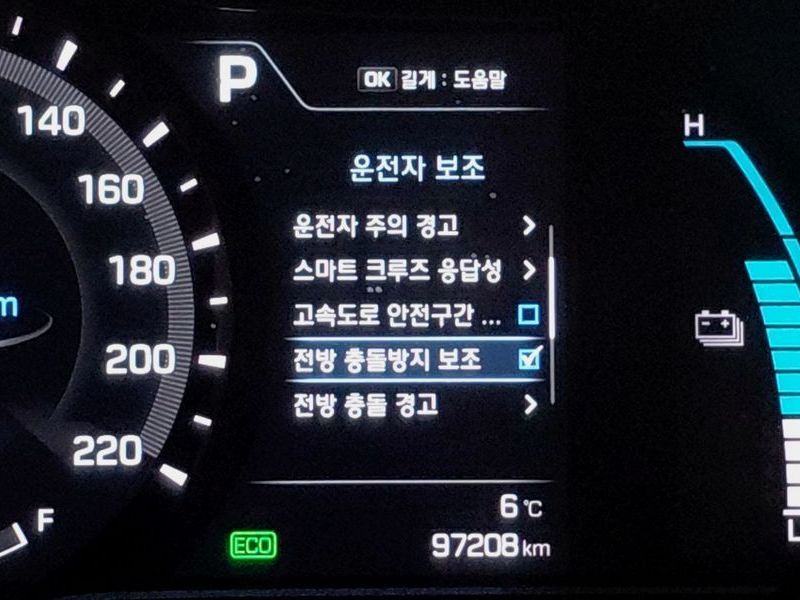 P
OK 길게 : 도움말
운전자 보조
운전자 주의 경고
스마트 크루즈 응답성
고속도로 안전구간 ...
전방 충돌방지 보조
전방 충돌 경고
6 °C
97208 km
ECO
140
160
180
200
220
m
F
H
L